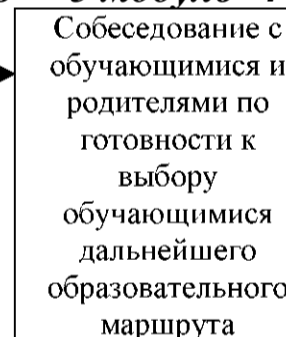 Собеседование с
обучающимися и
родителями по
готовности к
выбору
обучающимися
дальнейшего
образовательного
маршрута